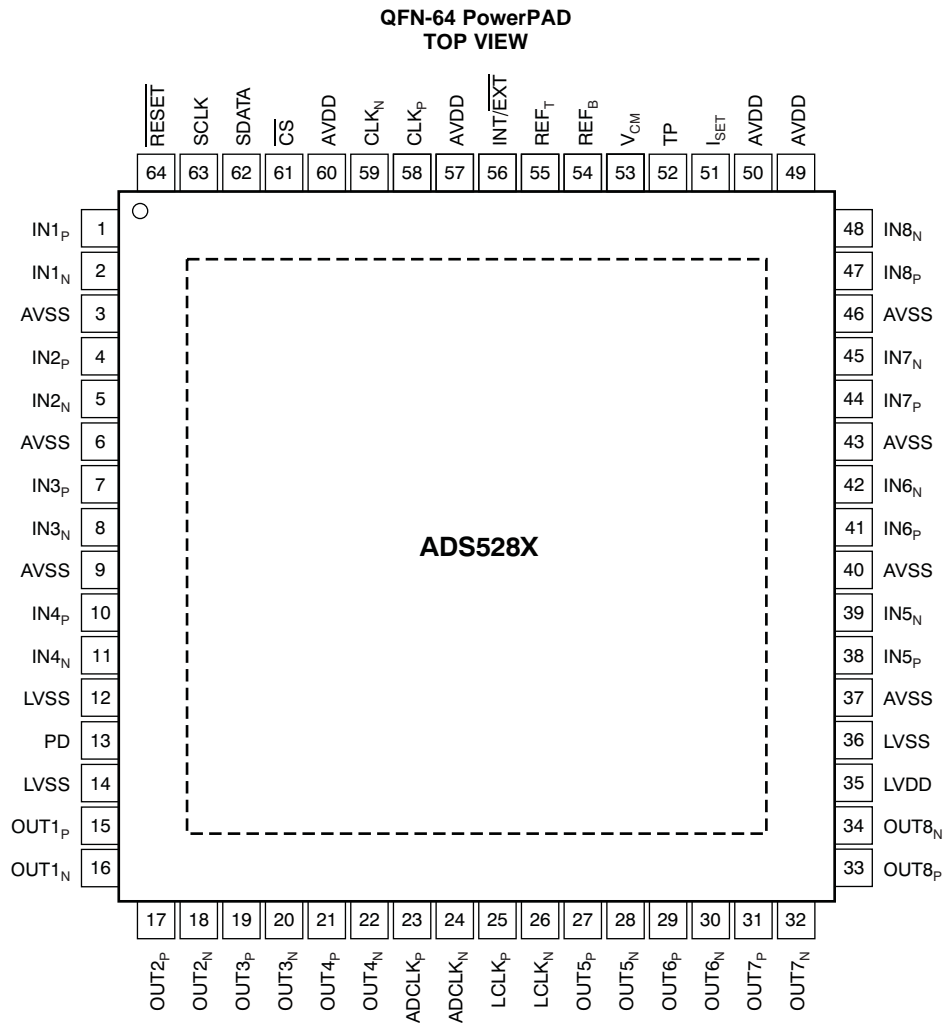 QFN-64 PowerPAD
TOP VIEW
RESET
SCLK
SDATA
CS
AVDD
CLKN
CLKP
AVDD
INT/EXT
REFT
REFB
VCM
TP
ISET
AVDD
AVDD
64 63 62 61 60 59 58 57 56 55 54 53 52 51 50 49
IN1P 1
IN1N 2
AVSS 3
IN2P 4
IN2N 5
AVSS 6
IN3P 7
IN3N 8
AVSS 9
IN4P 10
IN4N 11
LVSS 12
PD 13
LVSS 14
OUT1P 15
OUT1N 16
ADS528X
48 IN8N
47 IN8P
46 AVSS
45 IN7N
44 IN7P
43 AVSS
42 IN6N
41 IN6P
40 AVSS
39 IN5N
38 IN5P
37 AVSS
36 LVSS
35 LVDD
34 OUT8N
33 OUT8P
17 18 19 20 21 22 23 24 25 26 27 28 29 30 31 32
OUT2P
OUT2N
OUT3P
OUT3N
OUT4P
OUT4N
ADCLKP
ADCLKN
LCLKP
LCLKN
OUT5P
OUT5N
OUT6P
OUT6N
OUT7P
OUT7N